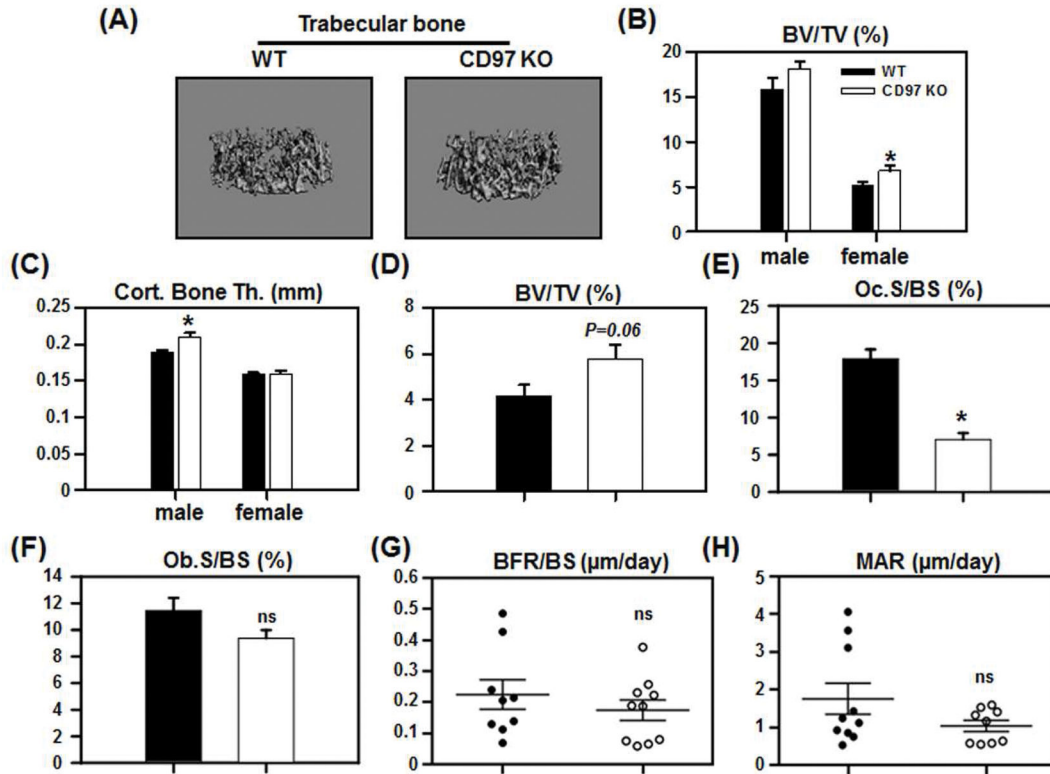 (A)
Trabecular bone
WT
CD97 KO
(B)
BV/TV (%)
20
15
10
5
0
WT
CD97 KO
*
male
female
(C)
Cort. Bone Th. (mm)
0.25
0.2
0.15
0.1
0.05
0
*
male
female
(D)
BV/TV (%)
8
6
4
2
0
P=0.06
(E)
Oc.S/BS (%)
25
20
15
10
5
0
*
(F)
Ob.S/BS (%)
14
12
10
8
6
4
2
0
ns
(G)
BFR/BS (µm/day)
0.6
0.5
0.4
0.3
0.2
0.1
0
ns
(H)
MAR (µm/day)
5
4
3
2
1
0
ns